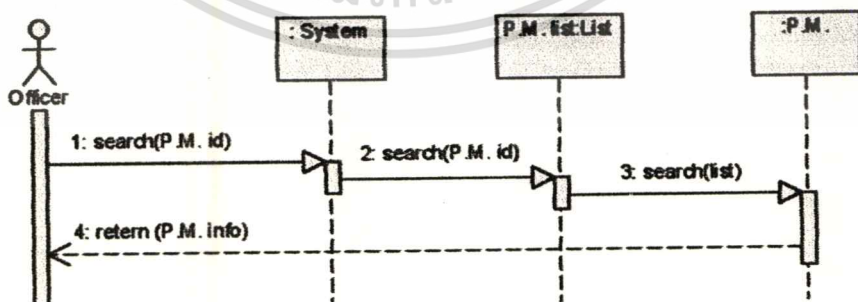 : System
P.M. list:List
:P.M.
Officer
1: search(P.M. id)
2: search(P.M. id)
3: search(list)
4: retern (P.M. info)